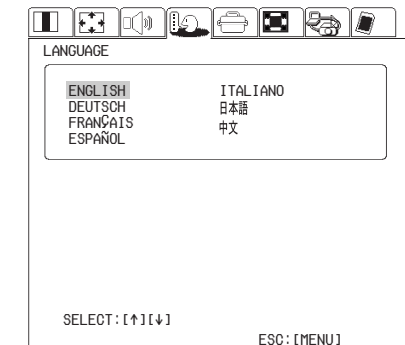 LANGUAGE
ENGLISH
DEUTSCH
FRANÇAIS
ESPAÑOL
ITALIANO
日本語
中文
SELECT:[↑][↓]
ESC:[MENU]